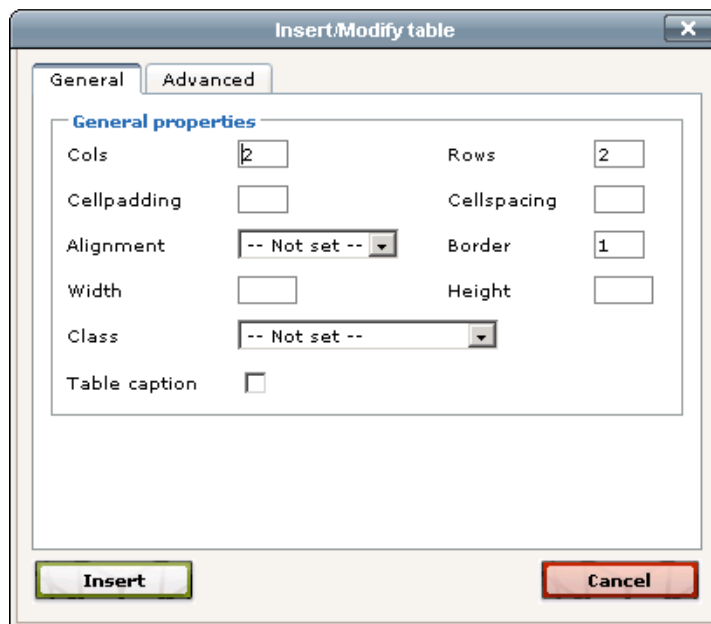 Insert/Modify table
General Advanced
General properties
Cols 2 Rows 2
Cellpadding Cellspacing
Alignment -- Not set -- Border 1
Width Height
Class -- Not set --
Table caption
Insert Cancel